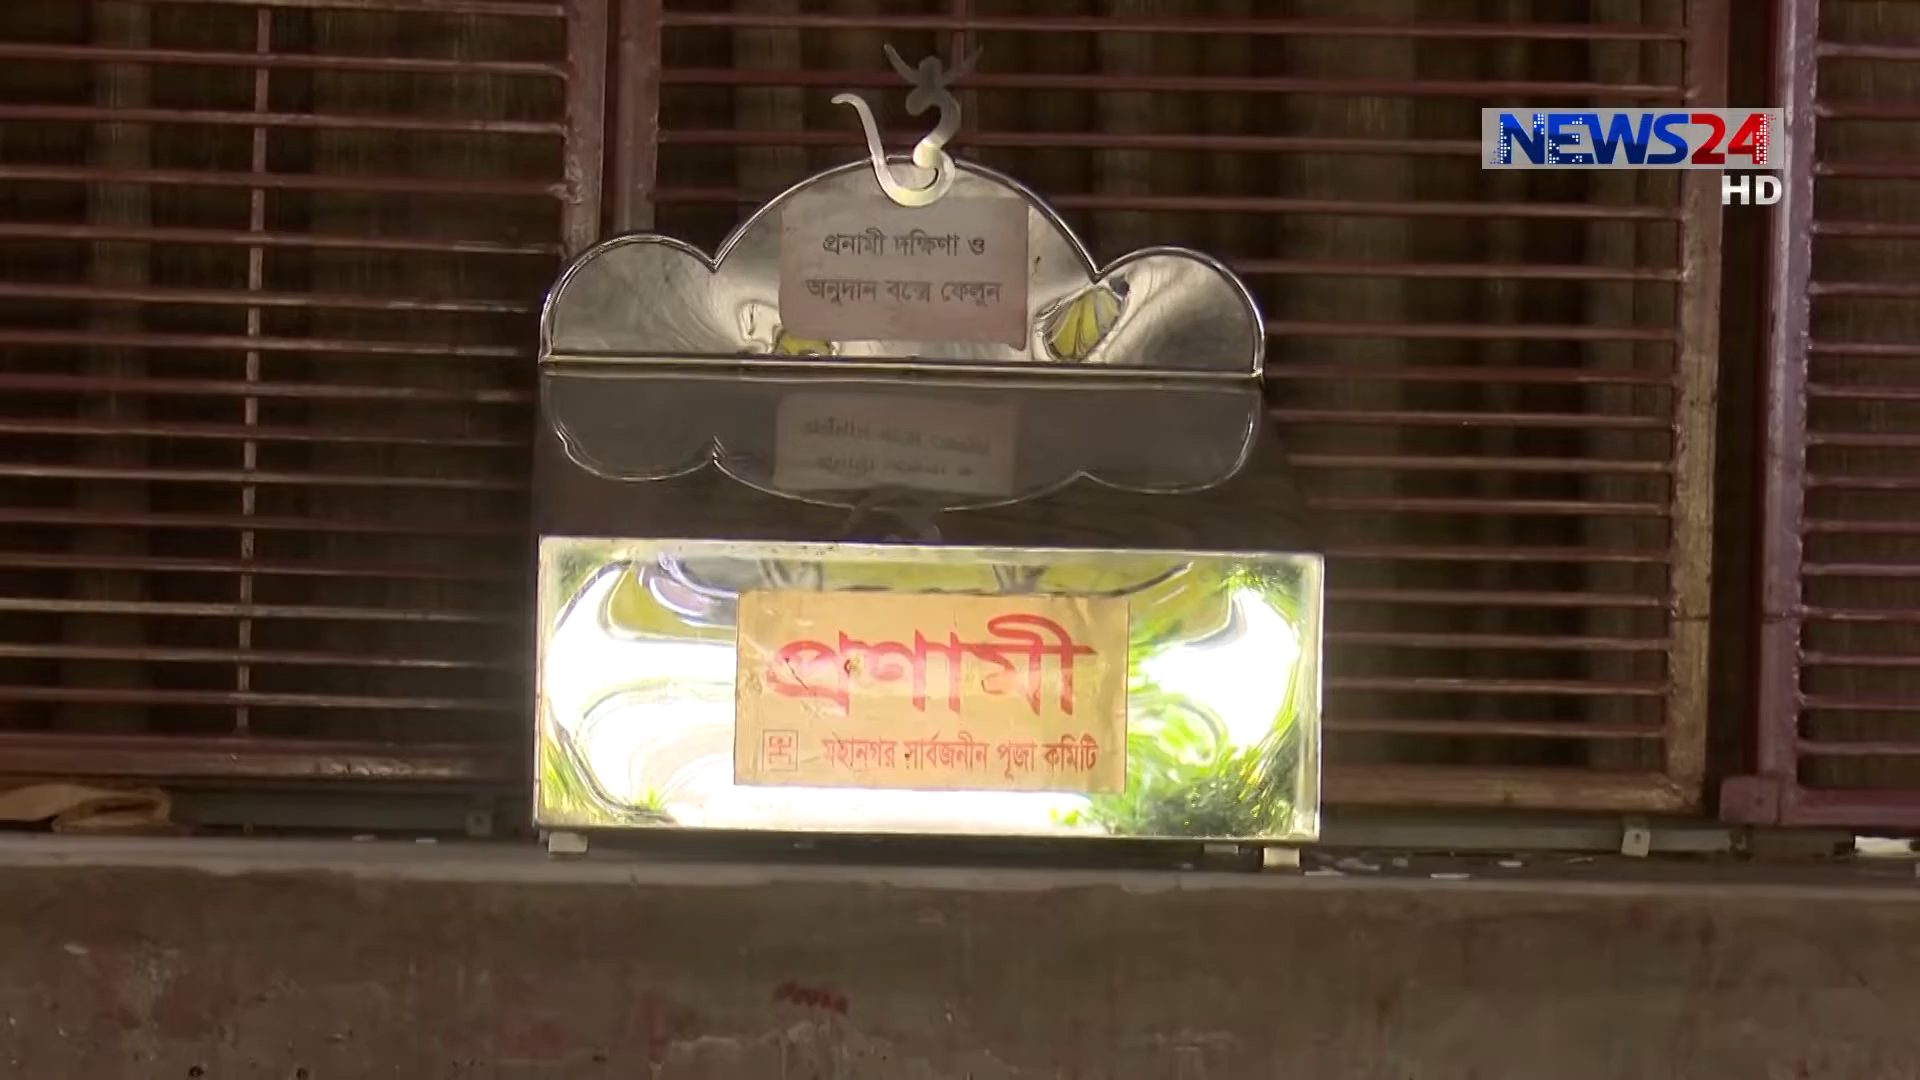 NEWS24
HD
ওঁ
প্রনামী দক্ষিণা ও
অনুদান বক্সে ফেলুন
প্রণামী
মহানগর সার্বজনীন পূজা কমিটি